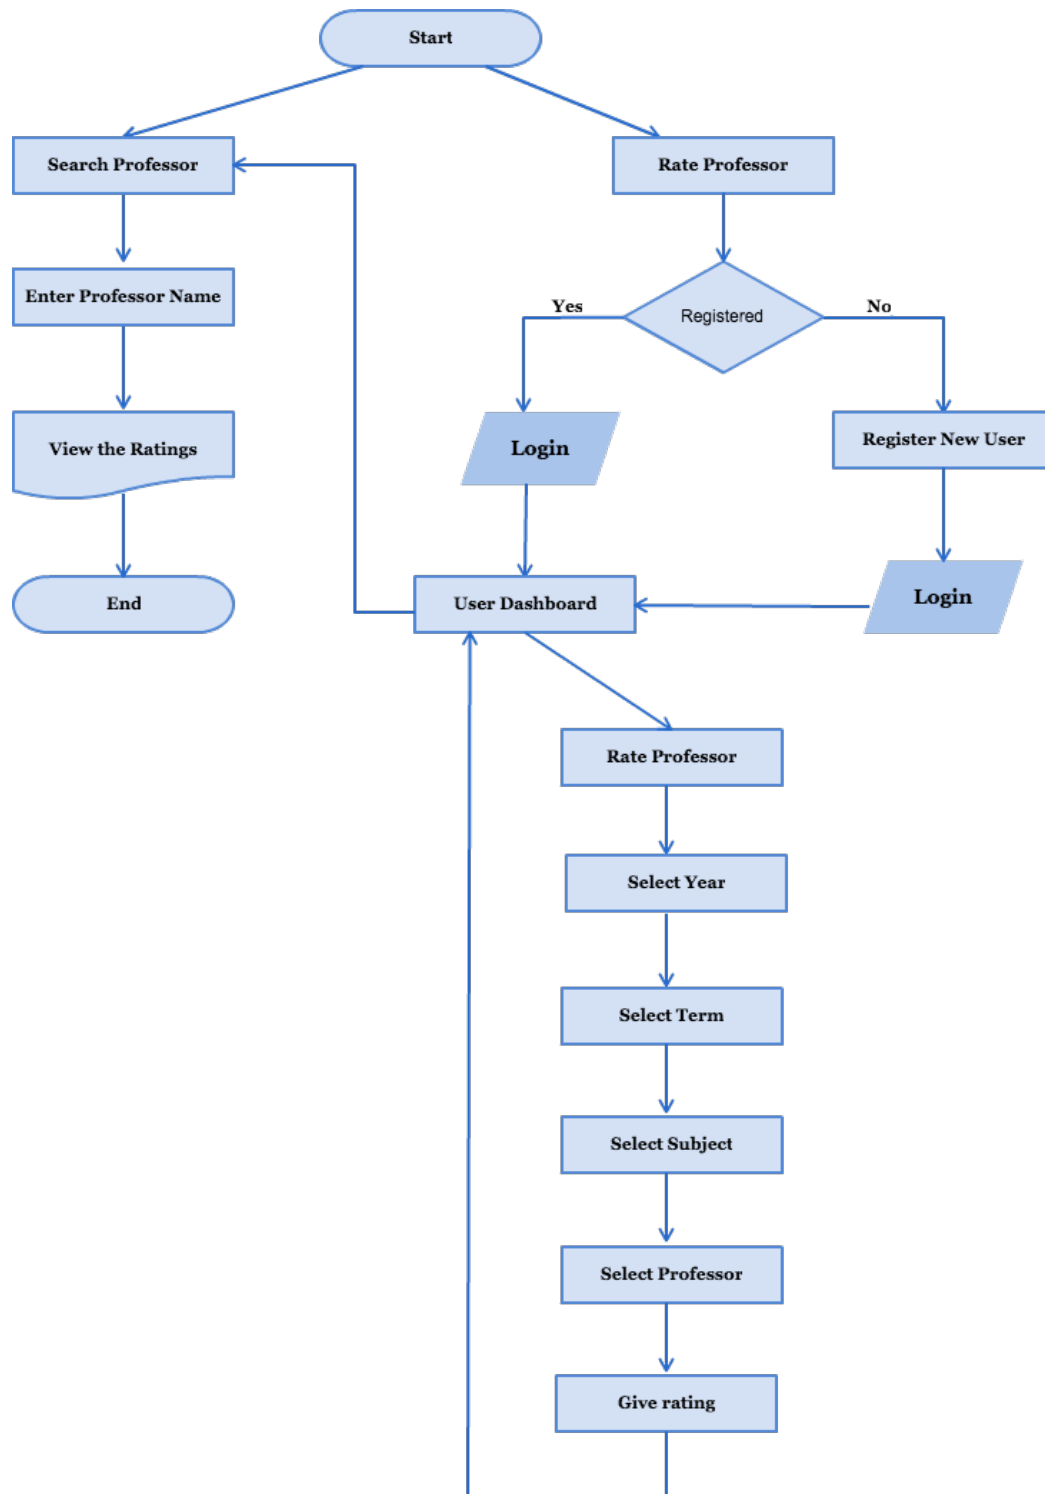 Start
Search Professor
Rate Professor
Enter Professor Name
Yes
Registered
No
View the Ratings
Login
Register New User
End
User Dashboard
Login
Rate Professor
Select Year
Select Term
Select Subject
Select Professor
Give rating